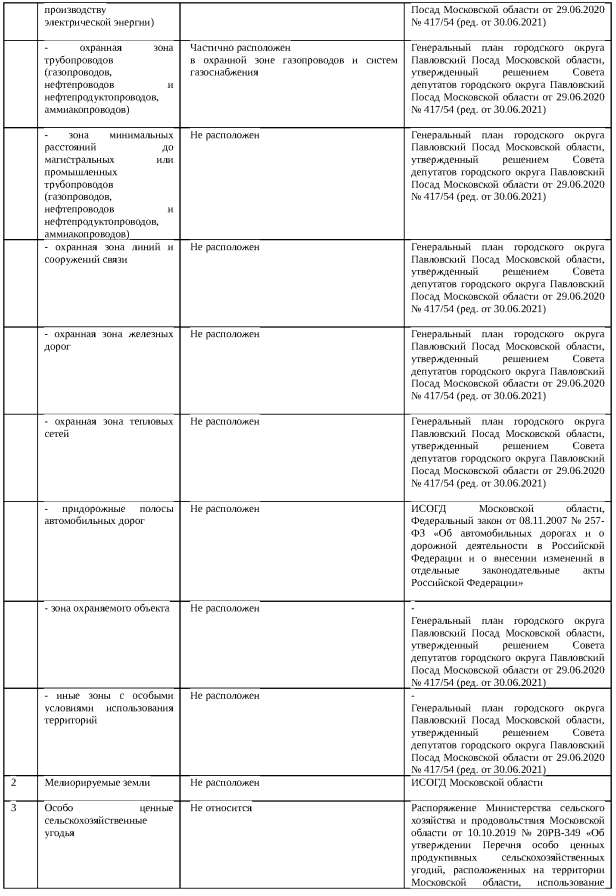 производству
электрической энергии)
Посад Московской области от 29.06.2020
№ 417/54 (ред. от 30.06.2021)
- охранная зона
трубопроводов
(газопроводов,
нефтепроводов и
нефтепродуктопроводов,
аммиакопроводов)
Частично расположен
в охранной зоне газопроводов и систем
газоснабжения
Генеральный план городского округа
Павловский Посад Московской области,
утвержденный решением Совета
депутатов городского округа Павловский
Посад Московской области от 29.06.2020
№ 417/54 (ред. от 30.06.2021)
- зона минимальных
расстояний до
магистральных или
промышленных
трубопроводов
(газопроводов,
нефтепроводов и
нефтепродуктопроводов,
аммиакопроводов)
Не расположен
Генеральный план городского округа
Павловский Посад Московской области,
утвержденный решением Совета
депутатов городского округа Павловский
Посад Московской области от 29.06.2020
№ 417/54 (ред. от 30.06.2021)
- охранная зона линий и
сооружений связи
Не расположен
Генеральный план городского округа
Павловский Посад Московской области,
утвержденный решением Совета
депутатов городского округа Павловский
Посад Московской области от 29.06.2020
№ 417/54 (ред. от 30.06.2021)
- охранная зона железных
дорог
Не расположен
Генеральный план городского округа
Павловский Посад Московской области,
утвержденный решением Совета
депутатов городского округа Павловский
Посад Московской области от 29.06.2020
№ 417/54 (ред. от 30.06.2021)
- охранная зона тепловых
сетей
Не расположен
Генеральный план городского округа
Павловский Посад Московской области,
утвержденный решением Совета
депутатов городского округа Павловский
Посад Московской области от 29.06.2020
№ 417/54 (ред. от 30.06.2021)
- придорожные полосы
автомобильных дорог
Не расположен
ИСОГД Московской области,
Федеральный закон от 08.11.2007 № 257-
ФЗ «Об автомобильных дорогах и о
дорожной деятельности в Российской
Федерации и о внесении изменений в
отдельные законодательные акты
Российской Федерации»
- зона охраняемого объекта
Не расположен
-
Генеральный план городского округа
Павловский Посад Московской области,
утвержденный решением Совета
депутатов городского округа Павловский
Посад Московской области от 29.06.2020
№ 417/54 (ред. от 30.06.2021)
- иные зоны с особыми
условиями использования
территорий
Не расположен
-
Генеральный план городского округа
Павловский Посад Московской области,
утвержденный решением Совета
депутатов городского округа Павловский
Посад Московской области от 29.06.2020
№ 417/54 (ред. от 30.06.2021)
2
Мелиорируемые земли
Не расположен
ИСОГД Московской области
3
Особо ценные
сельскохозяйственные
угодья
Не относится
Распоряжение Министерства сельского
хозяйства и продовольствия Московской
области от 10.10.2019 № 20РВ-349 «Об
утверждении Перечня особо ценных
продуктивных сельскохозяйственных
угодий, расположенных на территории
Московской области, использование